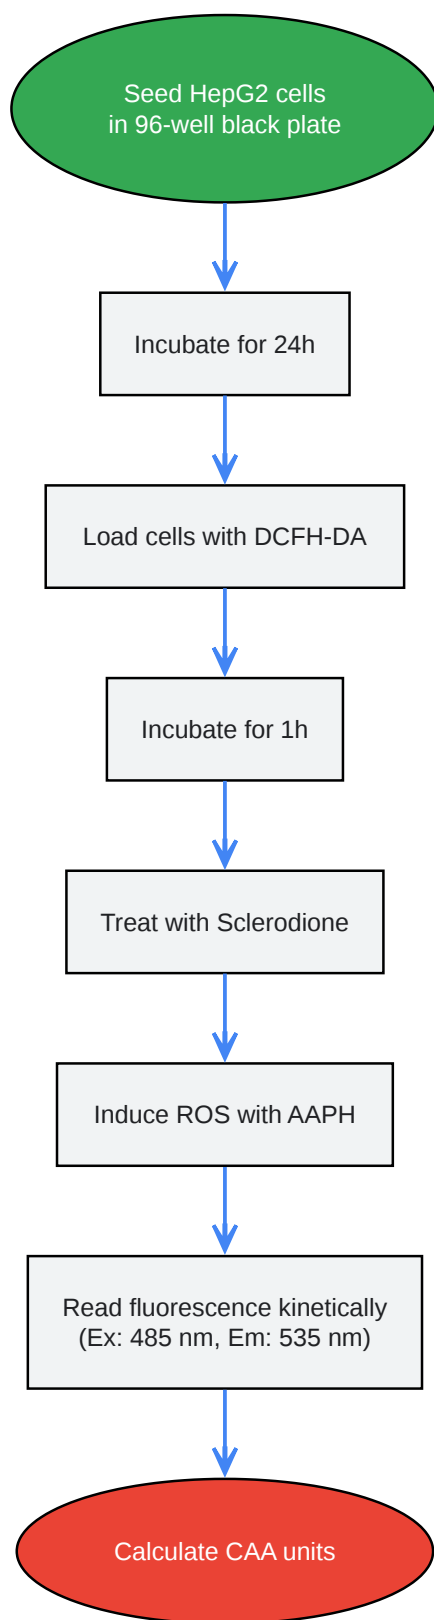 Seed HepG2 cells
in 96-well black plate
Incubate for 24h
Load cells with DCFH-DA
Incubate for 1h
Treat with Sclerodione
Induce ROS with AAPH
Read fluorescence kinetically
(Ex: 485 nm, Em: 535 nm)
Calculate CAA units